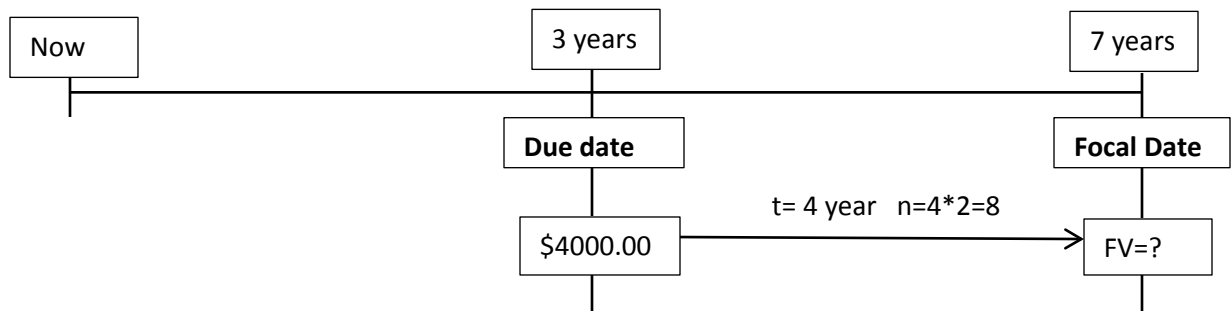 Now
3 years
7 years
Due date
Focal Date
t= 4 year n=4*2=8
$4000.00
FV=?